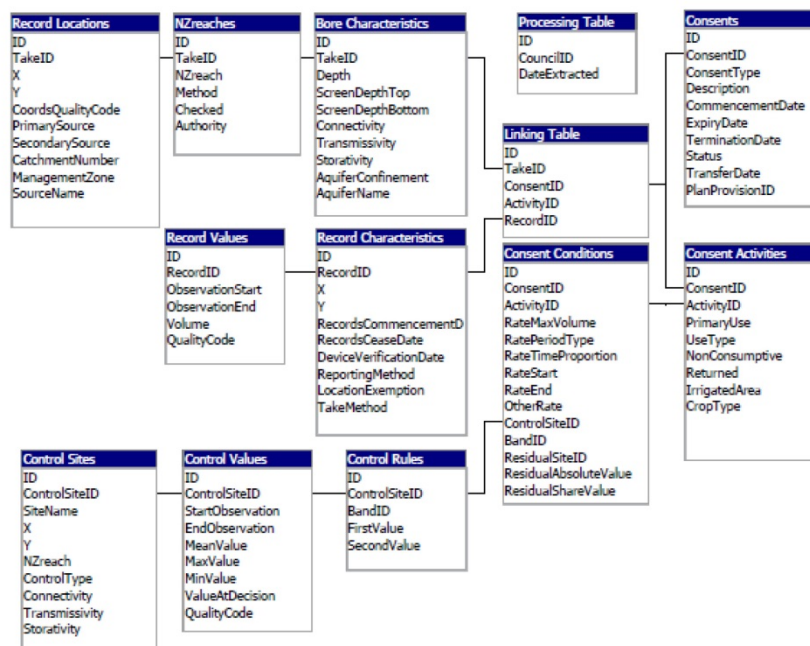 Record Locations
ID
TakeID
X
Y
CoordsQualityCode
PrimarySource
SecondarySource
CatchmentNumber
ManagementZone
SourceName
NZreaches
ID
TakeID
NZreach
Method
Checked
Authority
Bore Characteristics
ID
TakeID
Depth
ScreenDepthTop
ScreenDepthBottom
Connectivity
Transmissivity
Storativity
AquiferConfinement
AquiferName
Processing Table
ID
CouncilID
DateExtracted
Consents
ID
ConsentID
ConsentType
Description
CommencementDate
ExpiryDate
TerminationDate
Status
TransferDate
PlanProvisionID
Linking Table
ID
TakeID
ConsentID
ActivityID
RecordID
Record Values
ID
RecordID
ObservationStart
ObservationEnd
Volume
QualityCode
Record Characteristics
ID
RecordID
X
Y
RecordsCommencementD
RecordsCeaseDate
DeviceVerificationDate
ReportingMethod
LocationExemption
TakeMethod
Consent Conditions
ID
ConsentID
ActivityID
RateMaxVolume
RatePeriodType
RateTimeProportion
RateStart
RateEnd
OtherRate
ControlSiteID
BandID
ResidualSiteID
ResidualAbsoluteValue
ResidualShareValue
Consent Activities
ID
ConsentID
ActivityID
PrimaryUse
UseType
NonConsumptive
Returned
IrrigatedArea
CropType
Control Sites
ID
ControlSiteID
SiteName
X
Y
NZreach
ControlType
Connectivity
Transmissivity
Storativity
Control Values
ID
ControlSiteID
StartObservation
EndObservation
MeanValue
MaxValue
MinValue
ValueAtDecision
QualityCode
Control Rules
ID
ControlSiteID
BandID
FirstValue
SecondValue